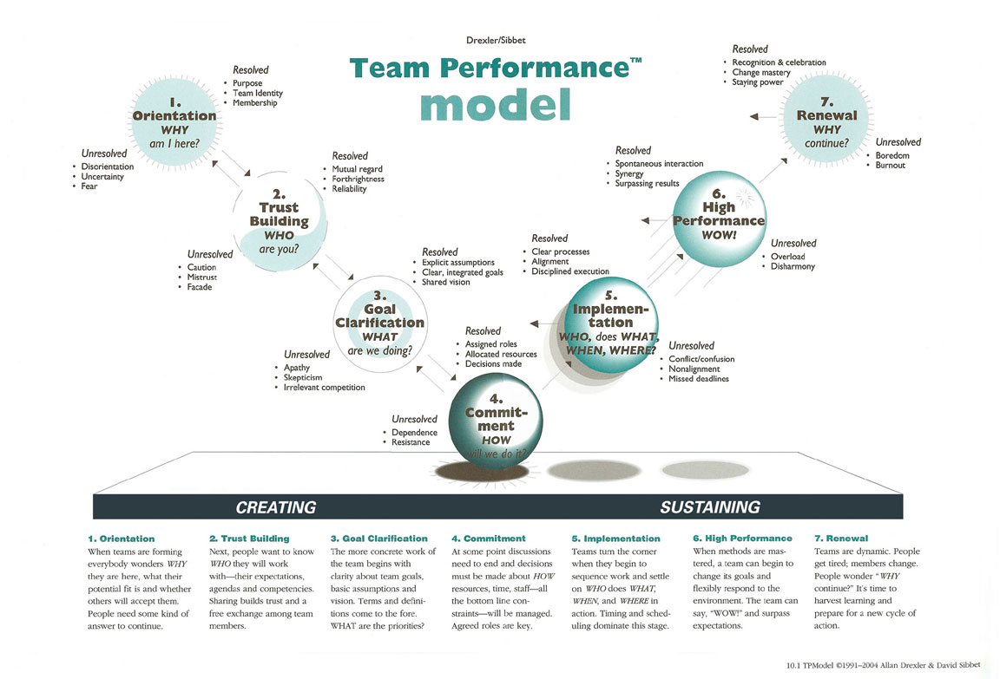 Drexler/Sibbet
Team Performance™
model
1.
Orientation
WHY
am I here?
Resolved
• Purpose
• Team Identity
• Membership
Unresolved
• Disorientation
• Uncertainty
• Fear
2.
Trust
Building
WHO
are you?
Resolved
• Mutual regard
• Forthrightness
• Reliability
Unresolved
• Caution
• Mistrust
• Facade
3.
Goal
Clarification
WHAT
are we doing?
Resolved
• Explicit assumptions
• Clear, integrated goals
• Shared vision
Unresolved
• Apathy
• Skepticism
• Irrelevant competition
4.
Commit-
ment
HOW
will we do it?
Resolved
• Assigned roles
• Allocated resources
• Decisions made
Unresolved
• Dependence
• Resistance
5.
Implemen-
tation
WHO, does WHAT,
WHEN, WHERE?
Resolved
• Clear processes
• Alignment
• Disciplined execution
Unresolved
• Conflict/confusion
• Nonalignment
• Missed deadlines
6.
High
Performance
WOW!
Resolved
• Spontaneous interaction
• Synergy
• Surpassing results
Unresolved
• Overload
• Disharmony
7.
Renewal
WHY
continue?
Resolved
• Recognition & celebration
• Change mastery
• Staying power
Unresolved
• Boredom
• Burnout
CREATING
SUSTAINING
1. Orientation
When teams are forming
everybody wonders WHY
they are here, what their
potential fit is and whether
others will accept them.
People need some kind of
answer to continue.
2. Trust Building
Next, people want to know
WHO they will work
with—their expectations,
agendas and competencies.
Sharing builds trust and a
free exchange among team
members.
3. Goal Clarification
The more concrete work of
the team begins with
clarity about team goals,
basic assumptions and
vision. Terms and defini-
tions come to the fore.
WHAT are the priorities?
4. Commitment
At some point discussions
need to end and decisions
must be made about HOW
resources, time, staff—all
the bottom line con-
straints—will be managed.
Agreed roles are key.
5. Implementation
Teams turn the corner
when they begin to
sequence work and settle
on WHO does WHAT,
WHEN, and WHERE in
action. Timing and sched-
uling dominate this stage.
6. High Performance
When methods are mas-
tered, a team can begin to
change its goals and
flexibly respond to the
environment. The team can
say, "WOW!" and surpass
expectations.
7. Renewal
Teams are dynamic. People
get tired; members change.
People wonder "WHY
continue?" It's time to
harvest learning and
prepare for a new cycle of
action.
10.1 TPModel ©1991–2004 Allan Drexler & David Sibbet